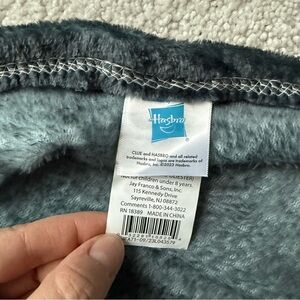 Hasbro
CLUE and HASBRO and all related
trademarks and logos are trademarks of
Hasbro, Inc. ©2023 Hasbro.
Not for children under 8 years.
Jay Franco & Sons, Inc.
115 Kennedy Drive
Sayreville, NJ 08872
Comments 1-800-344-3022
RN 18389 MADE IN CHINA